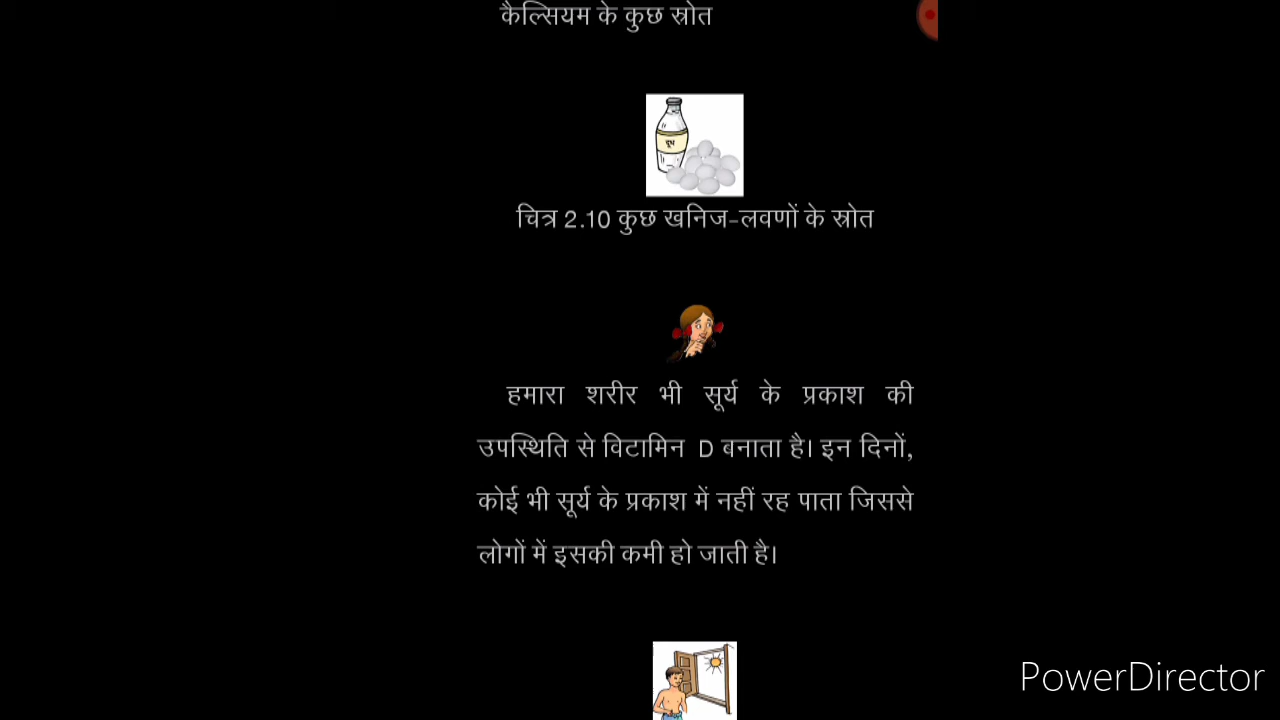 कैल्सियम के कुछ स्रोत
दूध
चित्र 2.10 कुछ खनिज-लवणों के स्रोत
हमारा शरीर भी सूर्य के प्रकाश की
उपस्थिति से विटामिन D बनाता है। इन दिनों,
कोई भी सूर्य के प्रकाश में नहीं रह पाता जिससे
लोगों में इसकी कमी हो जाती है।
PowerDirector